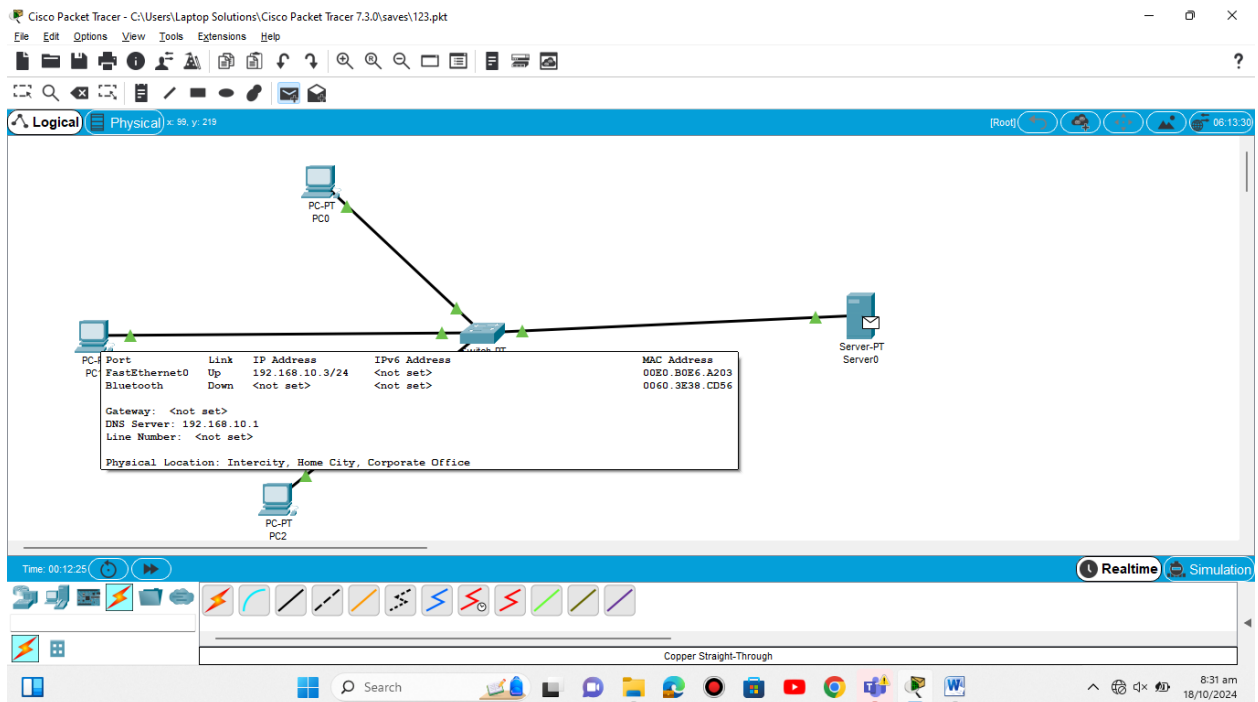 Cisco Packet Tracer - C:\Users\Laptop Solutions\Cisco Packet Tracer 7.3.0\saves\123.pkt
File Edit Options View Tools Extensions Help
Logical Physical x: 99, y: 219 [Root] 06:13:30
PC-PT
PC0
Server-PT
Server0
Port Link IP Address IPv6 Address MAC Address
FastEthernet0 Up 192.168.10.3/24 <not set> 00E0.B0E6.A203
Bluetooth Down <not set> <not set> 0060.3E38.CD56
Gateway: <not set>
DNS Server: 192.168.10.1
Line Number: <not set>
Physical Location: Intercity, Home City, Corporate Office
PC-PT
PC2
Time: 00:12:25 Realtime Simulation
Copper Straight-Through
Search
8:31 am
18/10/2024